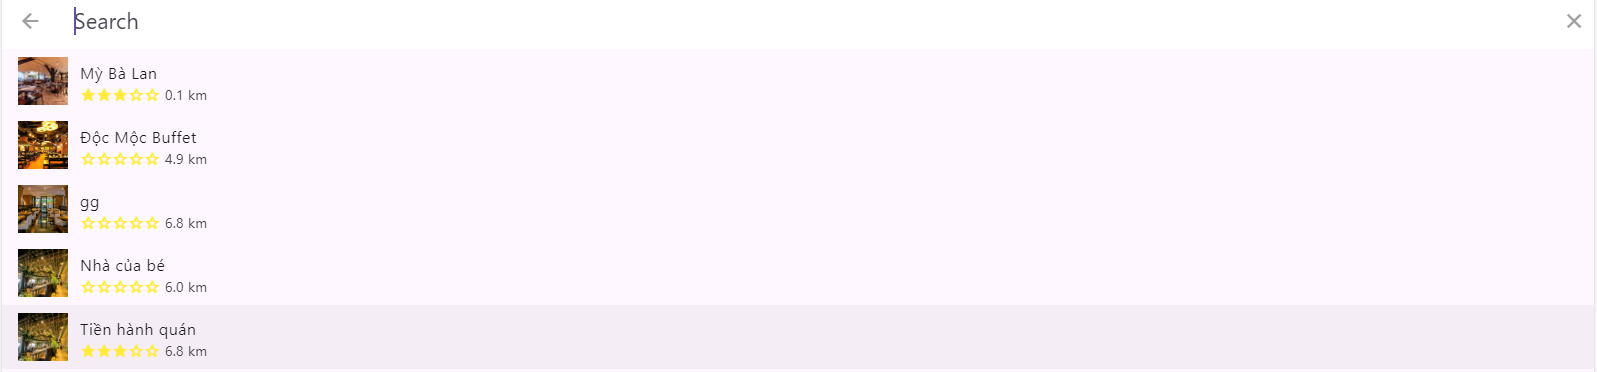 Search
Mỳ Bà Lan
0.1 km
Độc Mộc Buffet
4.9 km
gg
6.8 km
Nhà của bé
6.0 km
Tiền hành quán
6.8 km